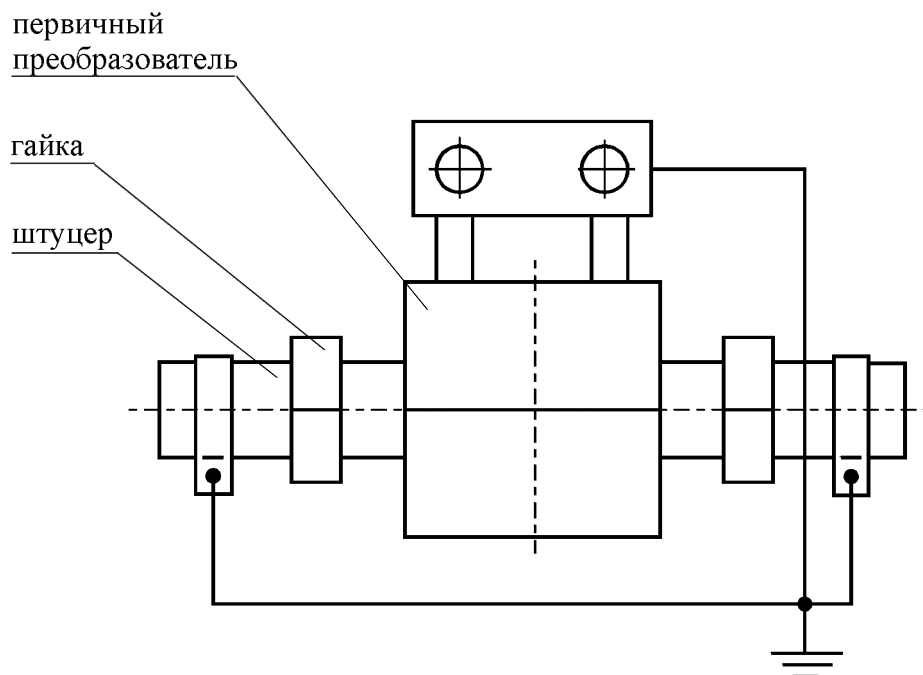 первичный
преобразователь
гайка
штуцер